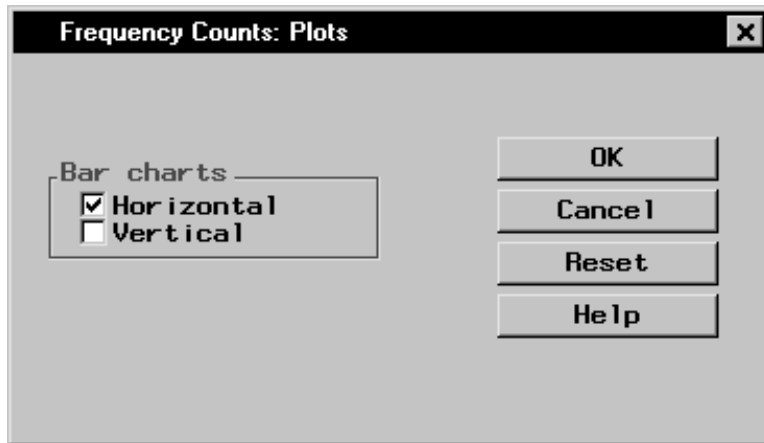 Frequency Counts: Plots
Bar charts
Horizontal
Vertical
OK
Cancel
Reset
Help